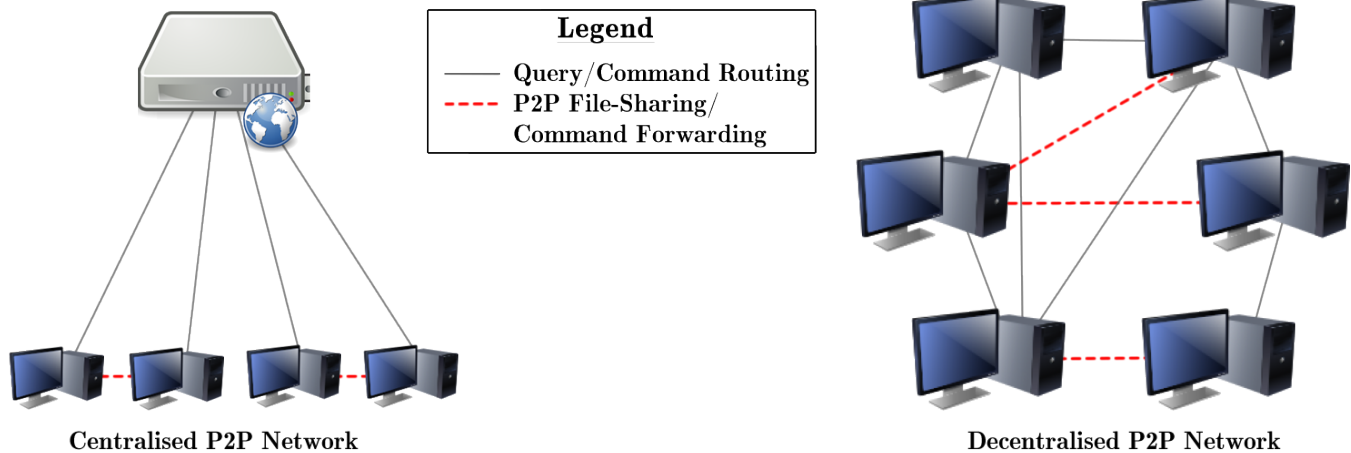 Legend
Query/Command Routing
P2P File-Sharing/
Command Forwarding
Centralised P2P Network
Decentralised P2P Network